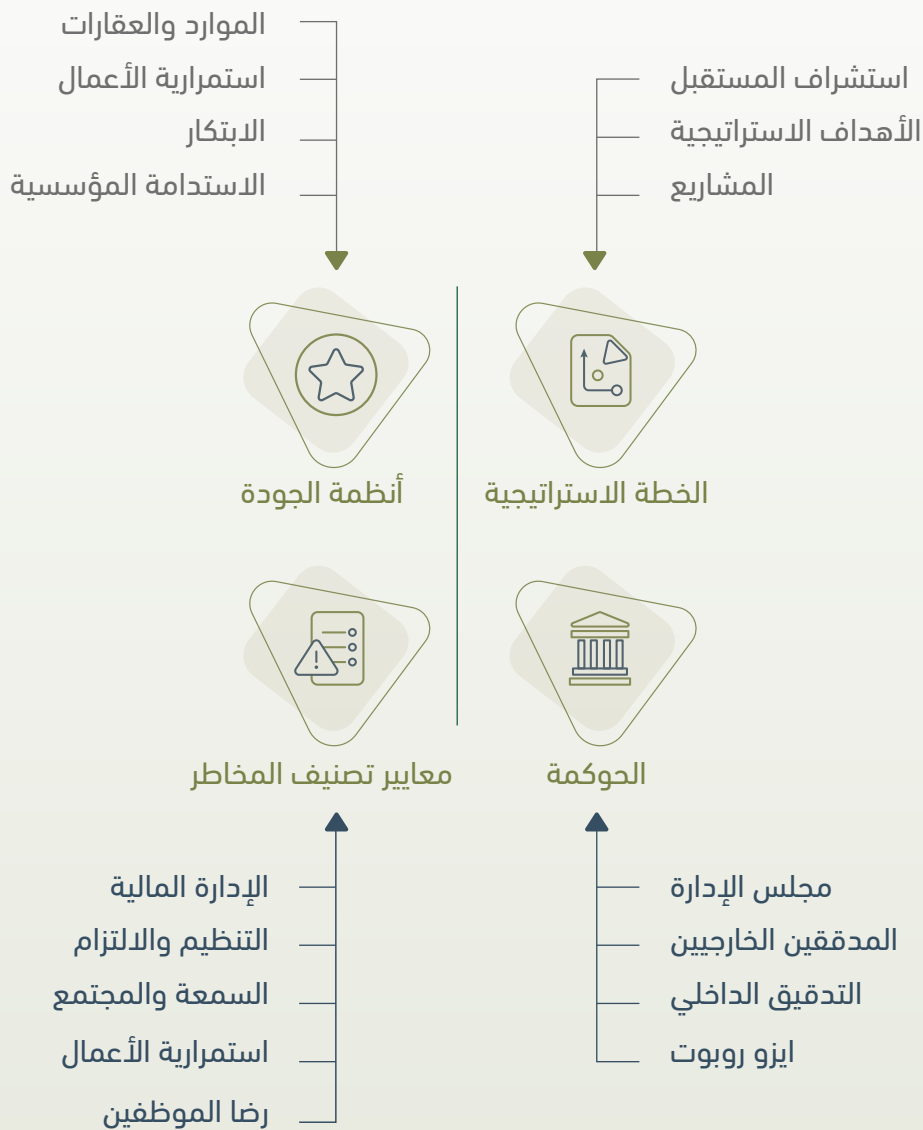 استشراف المستقبل
الأهداف الاستراتيجية
المشاريع
الموارد والعقارات
استمرارية الأعمال
الابتكار
الاستدامة المؤسسية
الخطة الاستراتيجية
أنظمة الجودة
الحوكمة
معايير تصنيف المخاطر
مجلس الإدارة
المدققين الخارجيين
التدقيق الداخلي
ايزو روبوت
الإدارة المالية
التنظيم والالتزام
السمعة والمجتمع
استمرارية الأعمال
رضا الموظفين